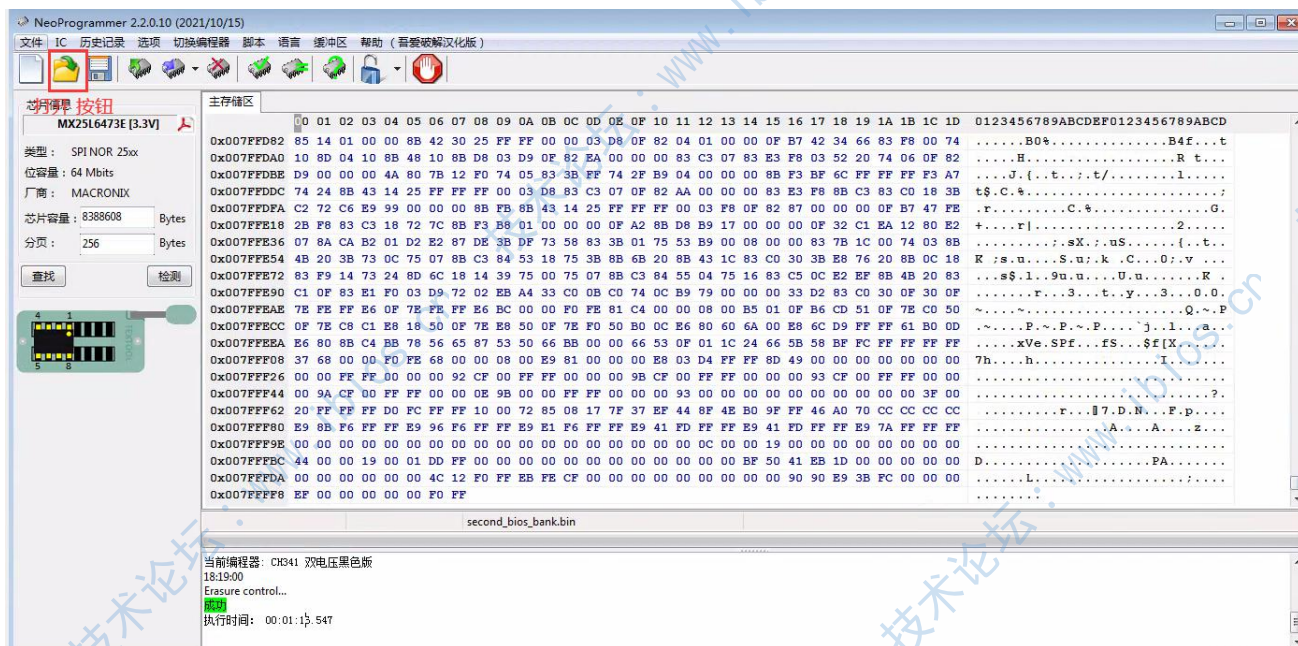 NeoProgrammer 2.2.0.10 (2021/10/15)
文件 IC 历史记录 选项 切换编程器 脚本 语言 缓冲区 帮助 (吾爱破解汉化版)
打开 按钮
芯片信息
MX25L6473E [3.3V]
类型： SPI NOR 25xx
位容量：64 Mbits
厂商： MACRONIX
芯片容量： 8388608 Bytes
分页： 256 Bytes
查找 检测
4 1
5 8
主存储区
00 01 02 03 04 05 06 07 08 09 0A 0B 0C 0D 0E 0F 10 11 12 13 14 15 16 17 18 19 1A 1B 1C 1D 0123456789ABCDEF0123456789ABCD
0x007FFD82 85 14 01 00 00 8B 42 30 25 FF FF 00 00 03 D8 0F 82 04 01 00 00 0F B7 42 34 66 83 F8 00 74 ......B0%..............B4f...t
0x007FFDA0 10 8D 04 10 8B 48 10 8B D8 03 D9 0F 82 EA 00 00 00 83 C3 07 83 E3 F8 03 52 20 74 06 0F 82 .....H..................R t...
0x007FFDBE D9 00 00 00 4A 80 7B 12 F0 74 05 83 3B FF 74 2F B9 04 00 00 00 8B F3 BF 6C FF FF FF F3 A7 ....J.{..t..;.t/........l.....
0x007FFDDC 74 24 8B 43 14 25 FF FF FF 00 03 D8 83 C3 07 0F 82 AA 00 00 00 83 E3 F8 8B C3 83 C0 18 3B t$.C.%.......................;
0x007FFDFA C2 72 C6 E9 99 00 00 00 8B FB 8B 43 14 25 FF FF FF 00 03 F8 0F 82 87 00 00 00 0F B7 47 FE .r.........C.%..............G.
0x007FFE18 2B F8 83 C3 18 72 7C 8B F3 B8 01 00 00 00 0F A2 8B D8 B9 17 00 00 00 0F 32 C1 EA 12 80 E2 +....r|.................2.....
0x007FFE36 07 8A CA B2 01 D2 E2 87 DE 3B DF 73 58 83 3B 01 75 53 B9 00 08 00 00 83 7B 1C 00 74 03 8B .........;.sX.;.uS......{..t..
0x007FFE54 4B 20 3B 73 0C 75 07 8B C3 84 53 18 75 3B 8B 6B 20 8B 43 1C 83 C0 30 3B E8 76 20 8B 0C 18 K ;s.u....S.u;.k .C...0;.v ...
0x007FFE72 83 F9 14 73 24 8D 6C 18 14 39 75 00 75 07 8B C3 84 55 04 75 16 83 C5 0C E2 EF 8B 4B 20 83 ...s$.l..9u.u....U.u.......K .
0x007FFE90 C1 0F 83 E1 F0 03 D9 72 02 EB A4 33 C0 0B C0 74 0C B9 79 00 00 00 33 D2 83 C0 30 0F 30 0F .......r...3...t..y...3...0.0.
0x007FFEAE 7E FE FF E6 0F 7E CF FF E6 BC 00 00 F0 FE 81 C4 00 00 08 00 B5 01 0F B6 CD 51 0F 7E C0 50 ~....~...................Q.~.P
0x007FFECC 0F 7E C8 C1 E8 18 50 0F 7E E8 50 0F 7E F0 50 B0 0C E6 80 60 6A 00 E8 6C D9 FF FF 61 B0 0D .~....P.~.P.~.P....`j..l...a..
0x007FFEEA E6 80 8B C4 BB 78 56 65 87 53 55 50 66 BB 00 00 66 53 0F 01 1C 24 66 5B 58 BF FC FF FF FF
0x007FFF08 37 68 00 00 F0 FE 68 00 00 08 00 E9 81 00 00 00 E8 03 D4 FF FF 8D 49 00 00 00 00 00 00 00 7h....h...............I.......
0x007FFF26 00 00 FF FF 00 00 00 92 CF 00 FF FF 00 00 00 9B CF 00 FF FF 00 00 00 93 CF 00 FF FF 00 00 ..............................
0x007FFF44 00 9A CF 00 FF FF 00 00 0E 9B 00 00 FF FF 00 00 00 93 00 00 00 00 00 00 00 00 00 00 3F 00 ............................?.
0x007FFF62 20 FF FF FF D0 FC FF FF 10 00 72 85 08 17 7F 37 EF 44 8F 4E B0 9F FF 46 A0 70 CC CC CC CC
0x007FFF80 E9 8B F6 FF FF E9 96 F6 FF FF E9 E1 F6 FF FF E9 41 FD FF FF E9 41 FD FF FF E9 7A FF FF FF ................A....A....z...
0x007FFF9E 00 00 00 00 00 00 00 00 00 00 00 00 00 00 00 00 00 00 00 0C 00 00 19 00 00 00 00 00 00 00 ..............................
0x007FFFBC 44 00 00 19 00 01 DD FF 00 00 00 00 00 00 00 00 00 00 00 00 BF 50 41 EB 1D 00 00 00 00 00 D....................PA.......
0x007FFFDA 00 00 00 00 00 00 4C 12 F0 FF EB FE CF 00 00 00 00 00 00 00 00 00 90 90 E9 3B FC 00 00 00 ......L..................;....
0x007FFFF8 EF 00 00 00 00 00 F0 FF ........
second_bios_bank.bin
当前编程器: CH341 双电压黑色版
18:19:00
Erasure control...
成功
执行时间: 00:01:15.547
技术论坛：www.ibios.cn